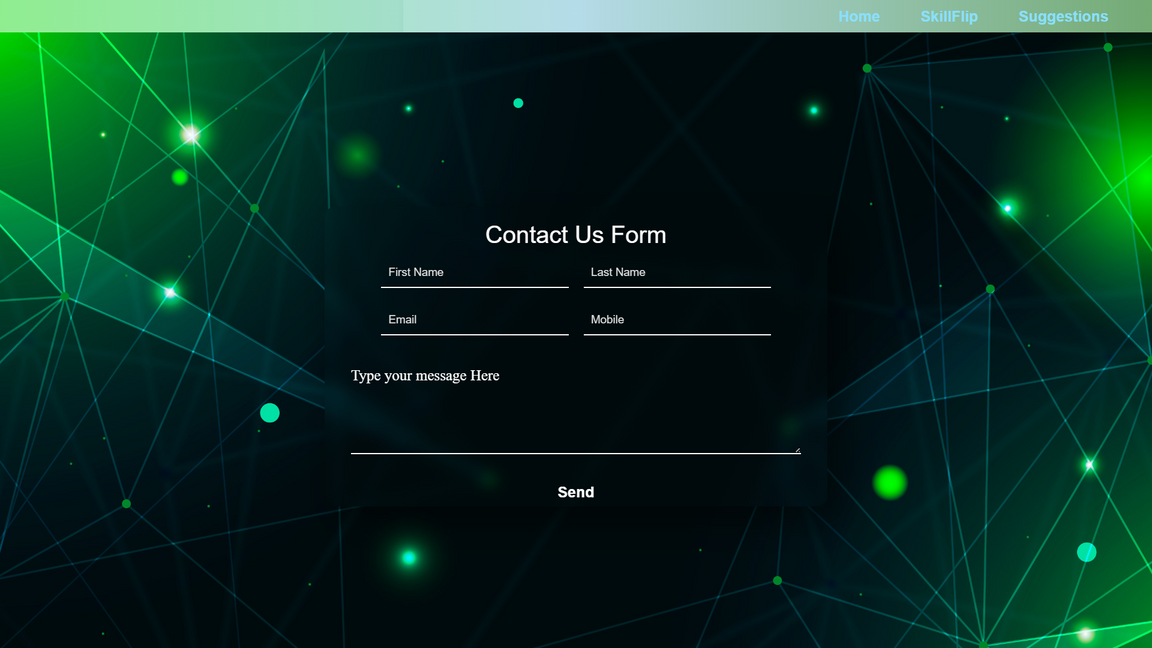 Home SkillFlip Suggestions
Contact Us Form
First Name Last Name
Email Mobile
Type your message Here
Send